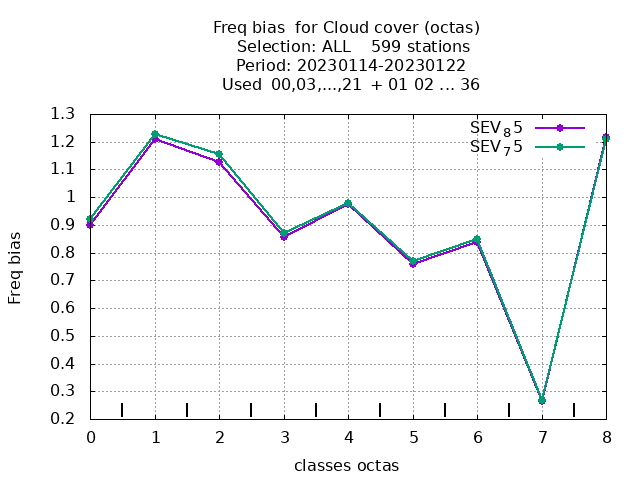 Freq bias  for Cloud cover (octas)
Selection: ALL    599 stations
Period: 20230114-20230122
Used  00,03,...,21  + 01 02 ... 36
SEV₈5
SEV₇5
1.3
1.2
1.1
1
0.9
0.8
0.7
0.6
0.5
0.4
0.3
0.2
Freq bias
0 1 2 3 4 5 6 7 8
classes octas